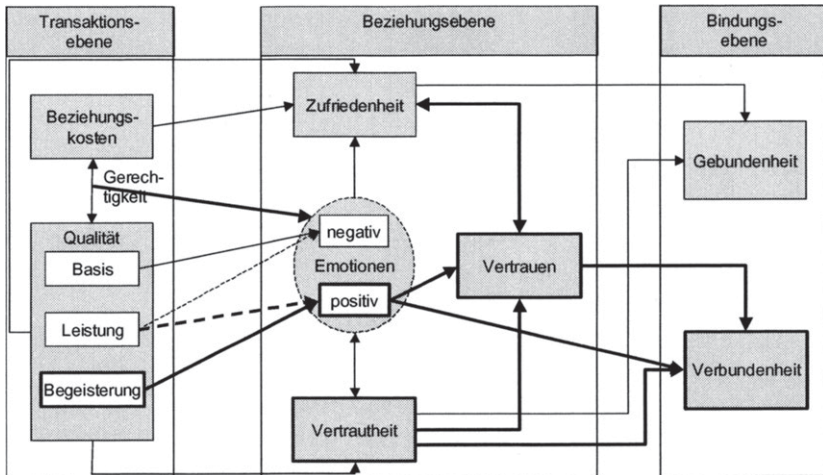 Transaktions-
ebene
Beziehungsebene
Bindungs-
ebene
Beziehungs-
kosten
Zufriedenheit
Gebundenheit
Gerech-
tigkeit
Qualität
Basis
Leistung
Begeisterung
negativ
Emotionen
positiv
Vertrauen
Vertrautheit
Verbundenheit